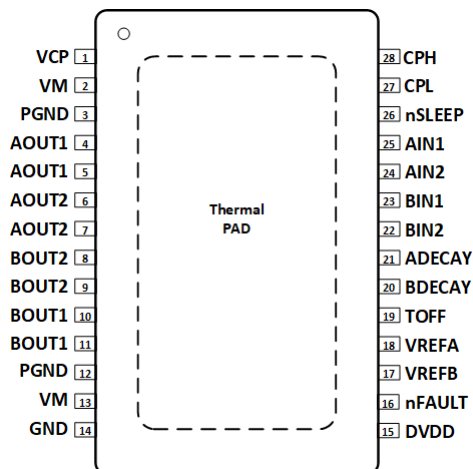 VCP 1 28 CPH
VM 2 27 CPL
PGND 3 26 nSLEEP
AOUT1 4 25 AIN1
AOUT1 5 24 AIN2
AOUT2 6 23 BIN1
Thermal
PAD
AOUT2 7 22 BIN2
BOUT2 8 21 ADECAY
BOUT2 9 20 BDECAY
BOUT1 10 19 TOFF
BOUT1 11 18 VREFA
PGND 12 17 VREFB
VM 13 16 nFAULT
GND 14 15 DVDD